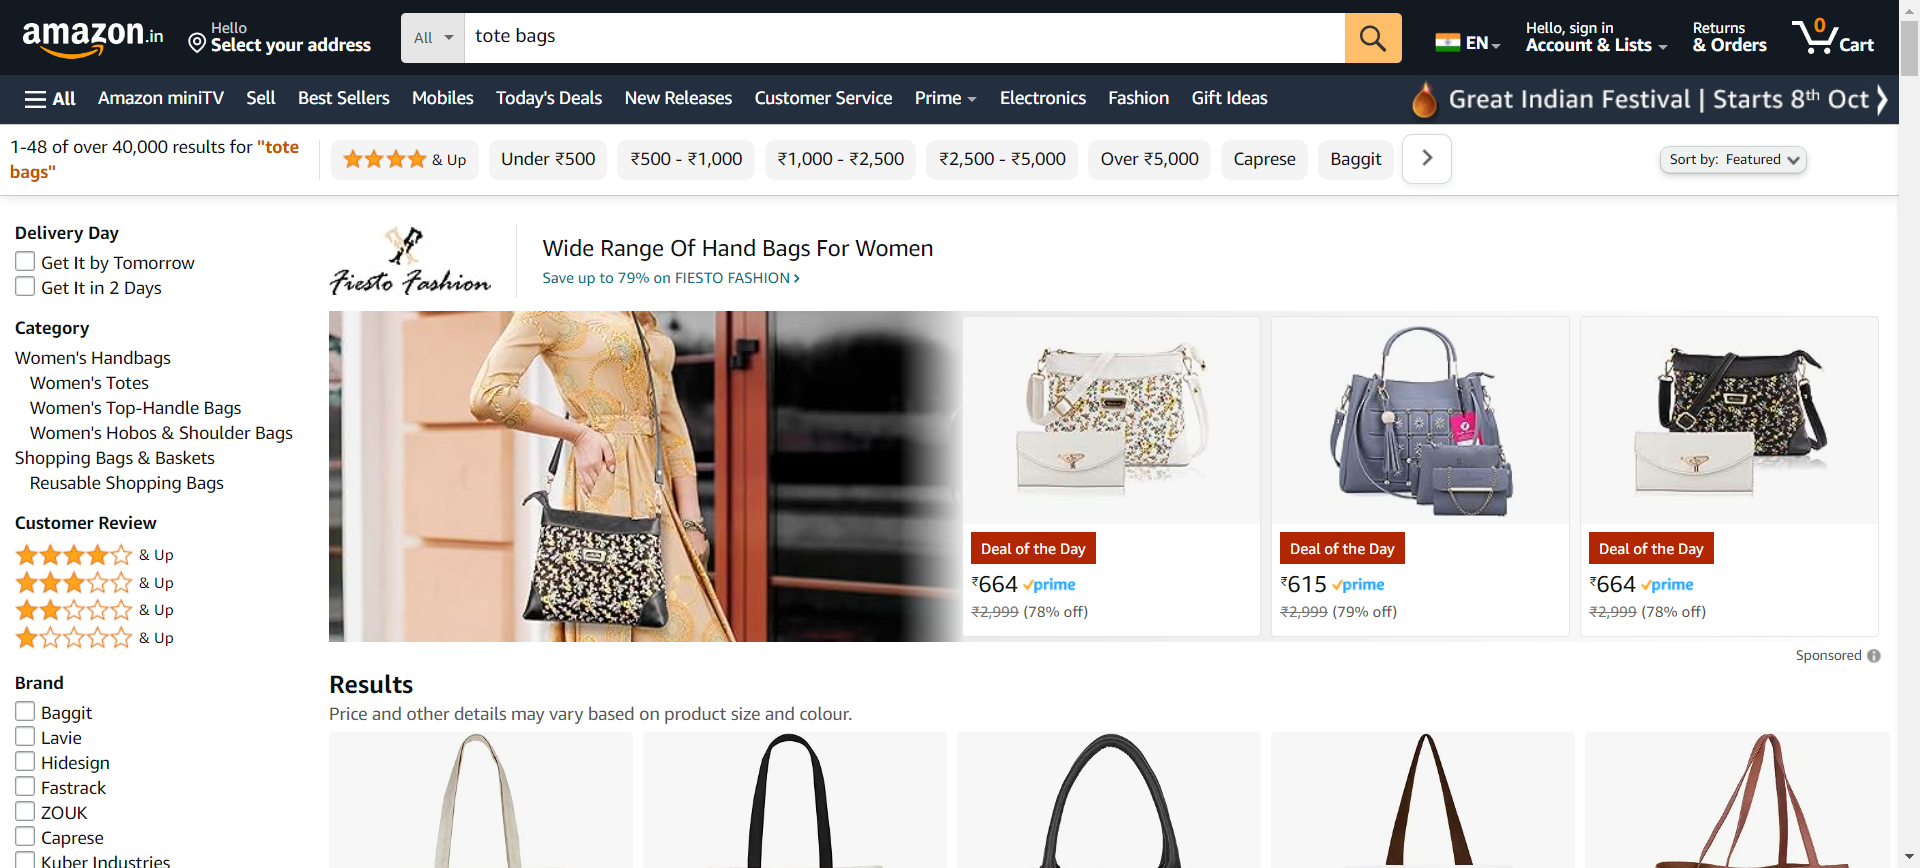 amazon.in
Hello
Select your address
All
tote bags
EN
Hello, sign in
Account & Lists
Returns
& Orders
0
Cart
All
Amazon miniTV
Sell
Best Sellers
Mobiles
Today's Deals
New Releases
Customer Service
Prime
Electronics
Fashion
Gift Ideas
Great Indian Festival | Starts 8th Oct
1-48 of over 40,000 results for "tote
bags"
& Up
Under ₹500
₹500 - ₹1,000
₹1,000 - ₹2,500
₹2,500 - ₹5,000
Over ₹5,000
Caprese
Baggit
Sort by: Featured
Delivery Day
Get It by Tomorrow
Get It in 2 Days
Category
Women's Handbags
Women's Totes
Women's Top-Handle Bags
Women's Hobos & Shoulder Bags
Shopping Bags & Baskets
Reusable Shopping Bags
Customer Review
& Up
& Up
& Up
& Up
Brand
Baggit
Lavie
Hidesign
Fastrack
ZOUK
Caprese
Kuber Industries
Fiesto Fashion
Wide Range Of Hand Bags For Women
Save up to 79% on FIESTO FASHION
Deal of the Day
₹664 prime
₹2,999 (78% off)
Deal of the Day
₹615 prime
₹2,999 (79% off)
Deal of the Day
₹664 prime
₹2,999 (78% off)
Sponsored
Results
Price and other details may vary based on product size and colour.